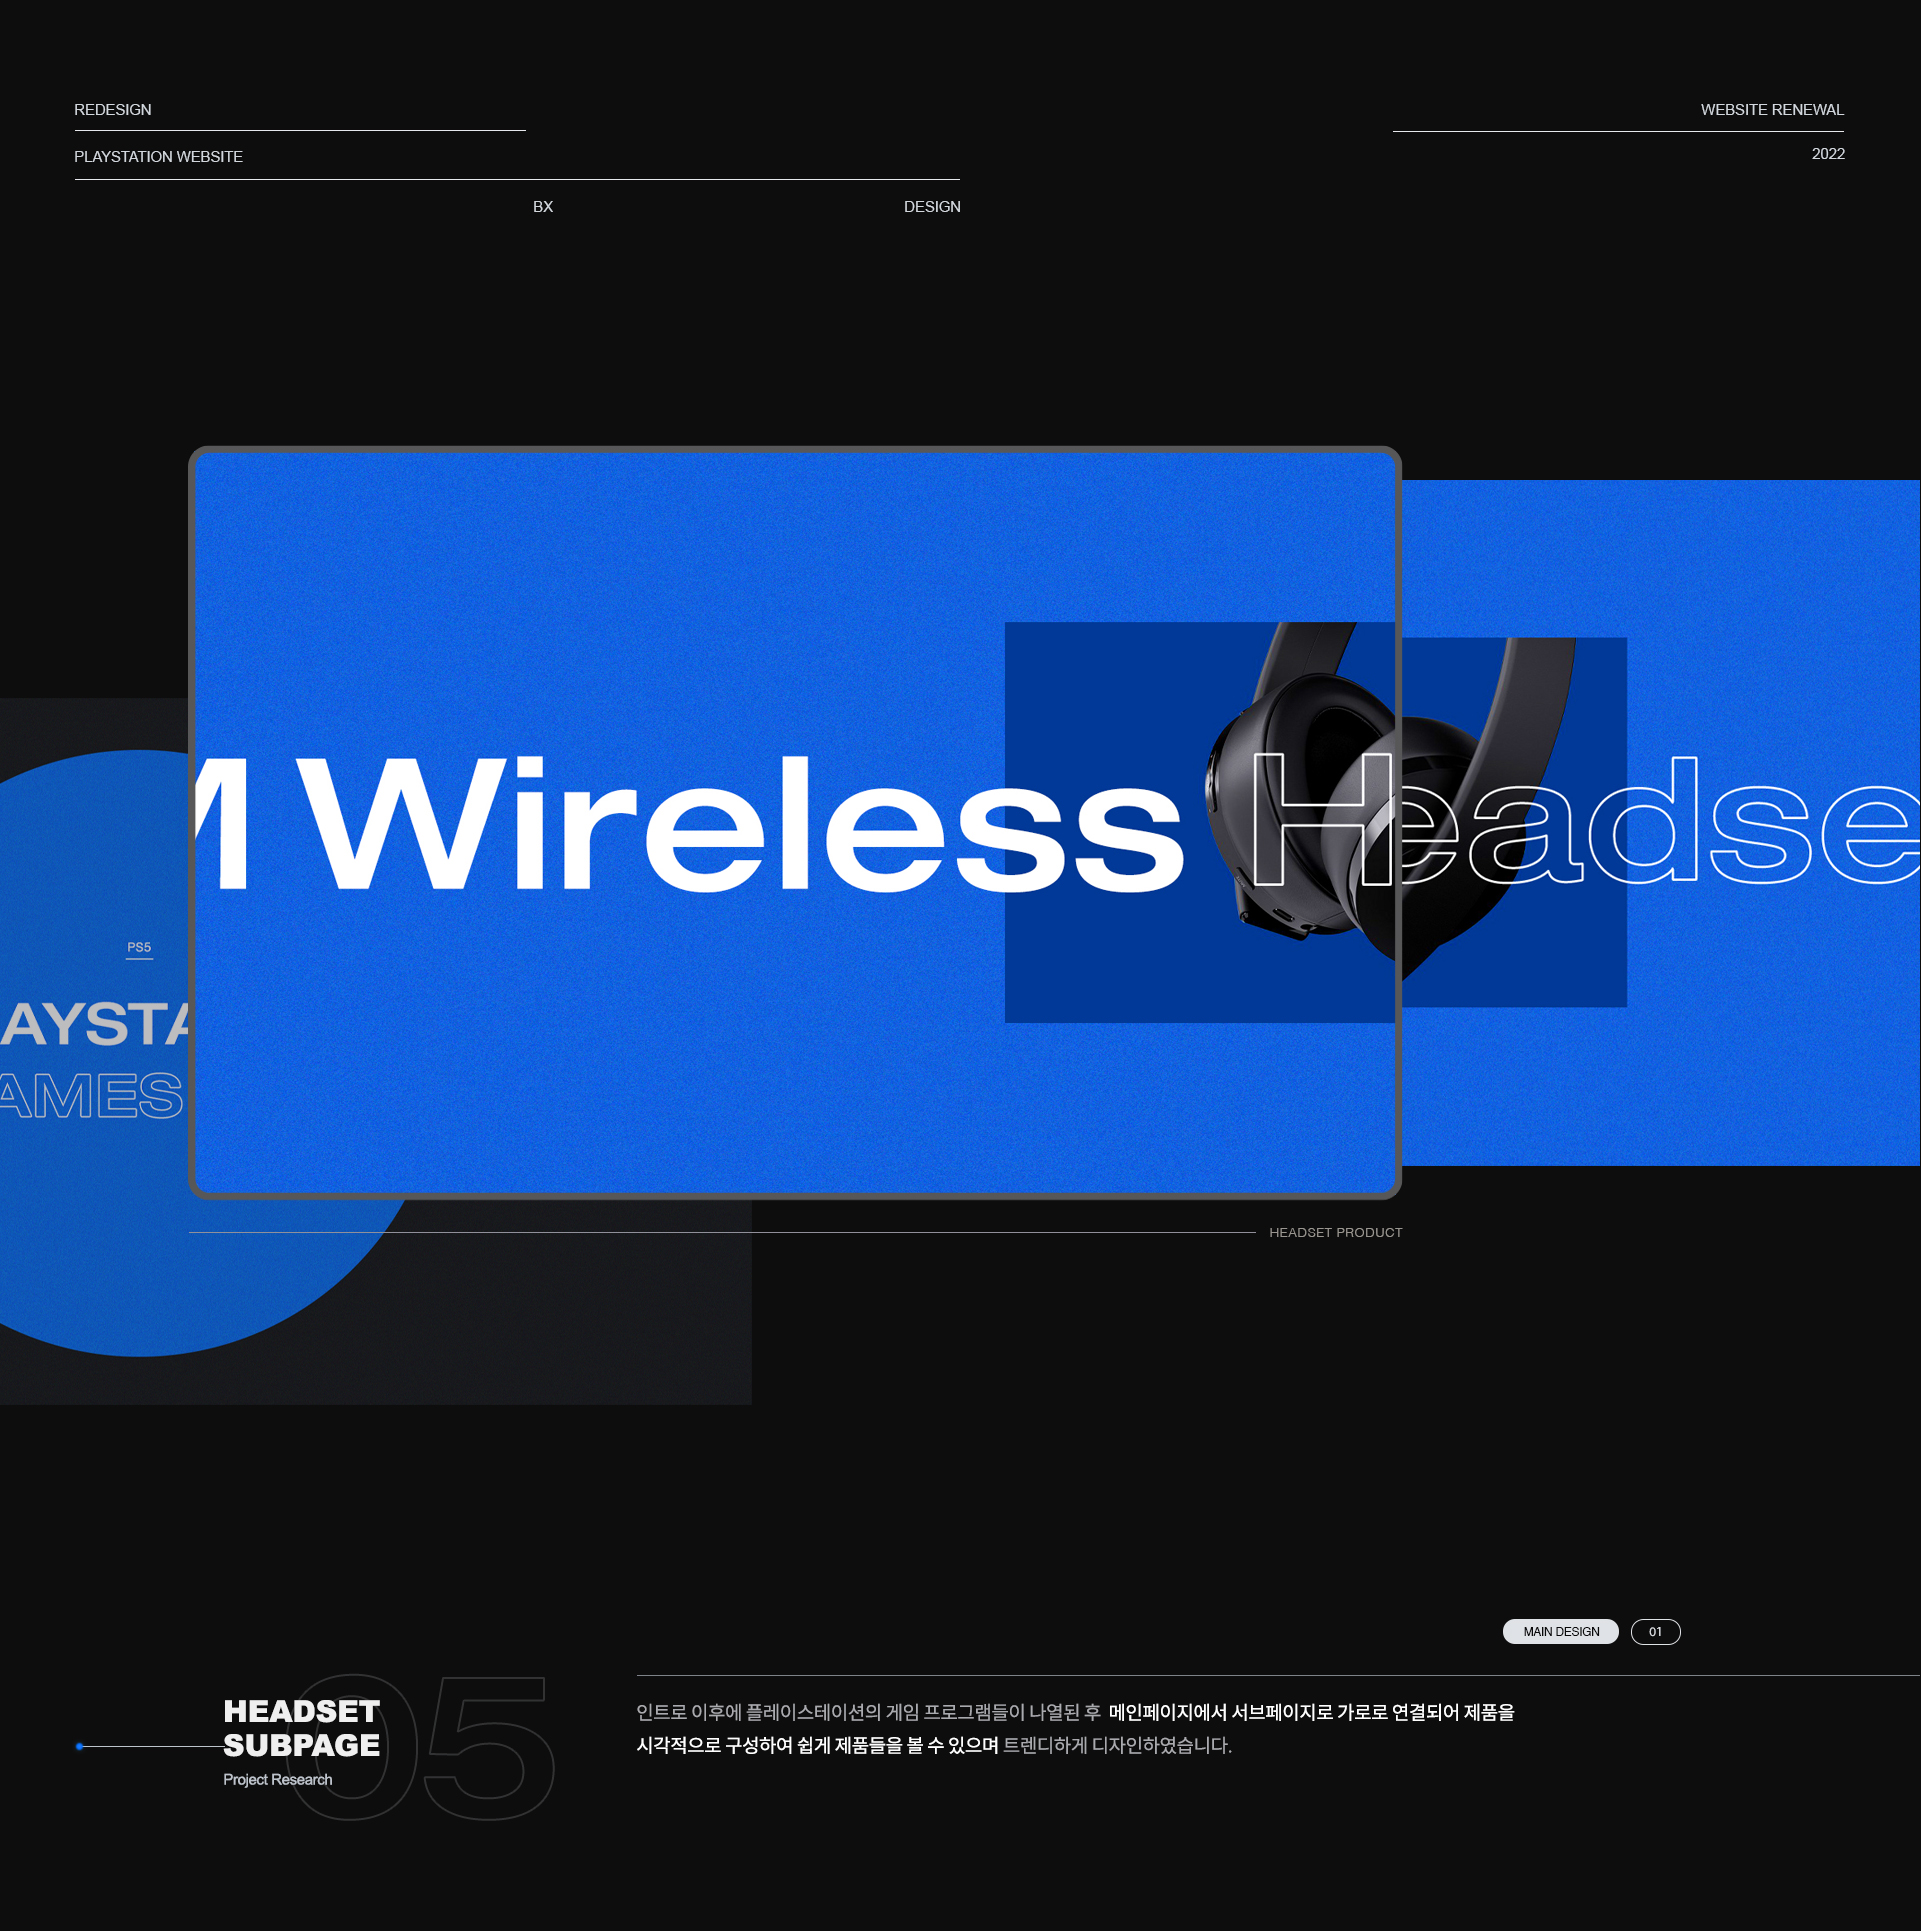 REDESIGN
WEBSITE RENEWAL
PLAYSTATION WEBSITE
2022
BX
DESIGN
M Wireless Headse
PS5
AYSTA
AMES
HEADSET PRODUCT
MAIN DESIGN
01
05
HEADSET
SUBPAGE
Project Research
인트로 이후에 플레이스테이션의 게임 프로그램들이 나열된 후 메인페이지에서 서브페이지로 가로로 연결되어 제품을
시각적으로 구성하여 쉽게 제품들을 볼 수 있으며 트렌디하게 디자인하였습니다.